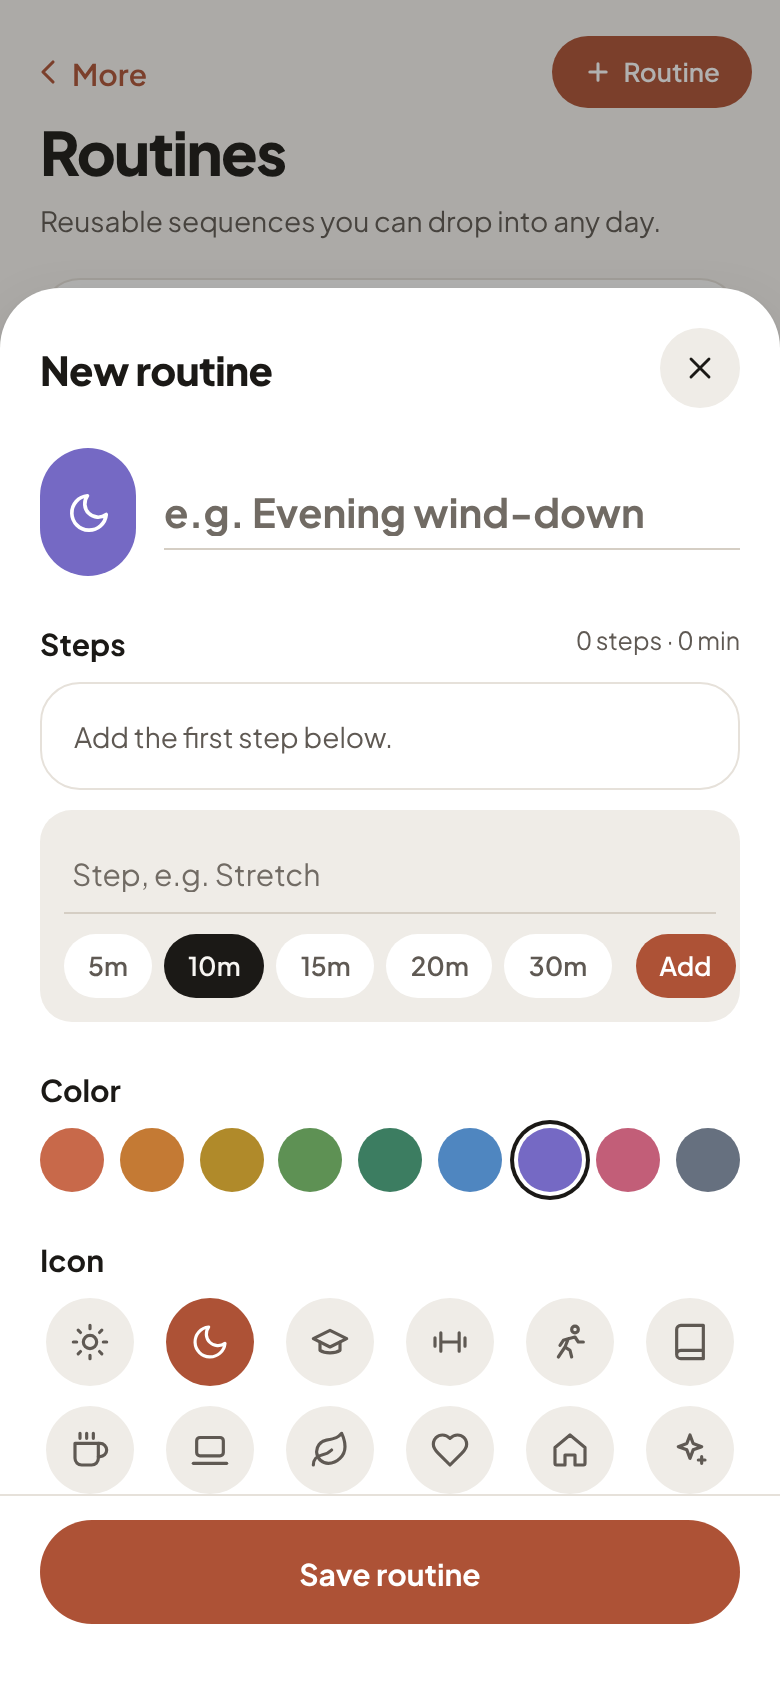 More
+ Routine
Routines
Reusable sequences you can drop into any day.
New routine
e.g. Evening wind-down
Steps
0 steps · 0 min
Add the first step below.
Step, e.g. Stretch
5m 10m 15m 20m 30m Add
Color
Icon
Save routine